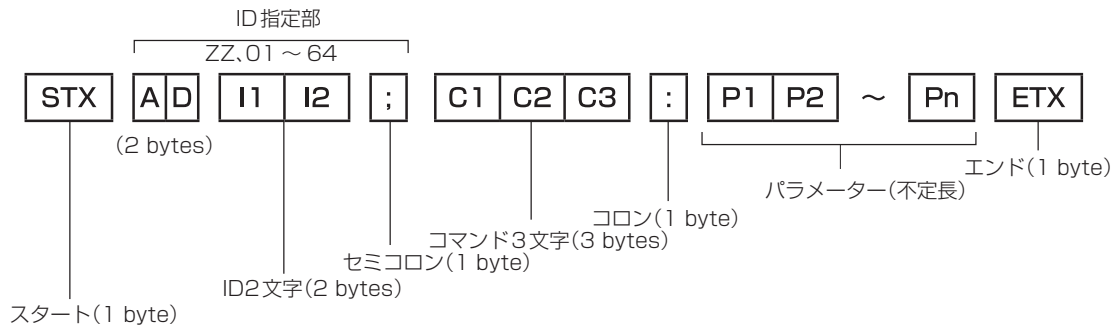 ID指定部
ZZ、01～64
STX A D I1 I2 ; C1 C2 C3 : P1 P2 ～ Pn ETX
(2 bytes)
エンド(1 byte)
パラメーター(不定長)
コロン(1 byte)
コマンド3文字(3 bytes)
セミコロン(1 byte)
ID2文字(2 bytes)
スタート(1 byte)